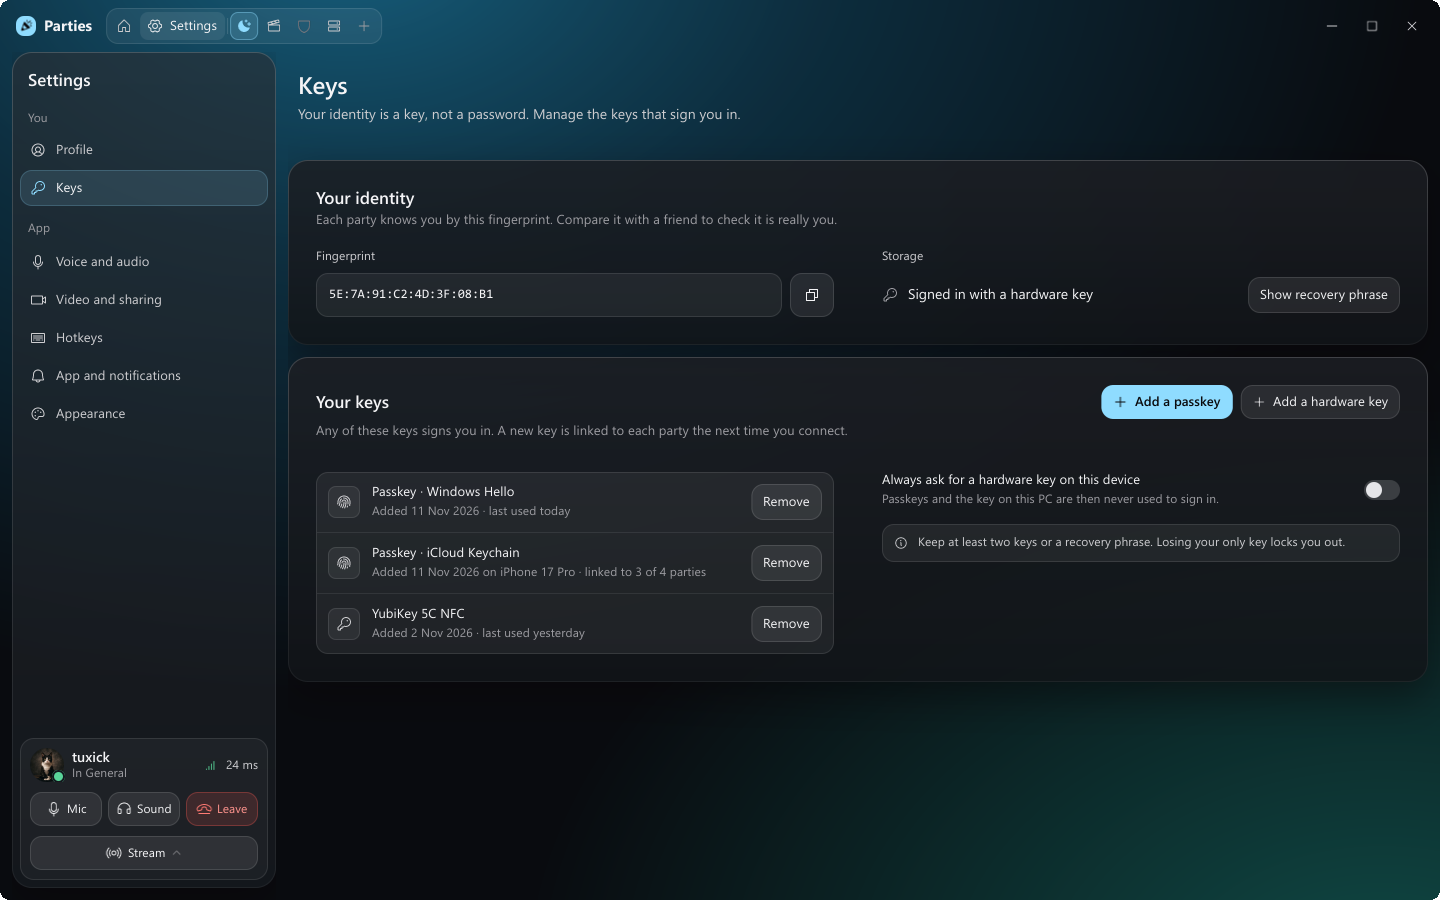 Parties
Settings
Settings
You
Profile
Keys
App
Voice and audio
Video and sharing
Hotkeys
App and notifications
Appearance
tuxick
In General
24 ms
Mic
Sound
Leave
Stream
Keys
Your identity is a key, not a password. Manage the keys that sign you in.
Your identity
Each party knows you by this fingerprint. Compare it with a friend to check it is really you.
Fingerprint
5E:7A:91:C2:4D:3F:08:B1
Storage
Signed in with a hardware key
Show recovery phrase
Your keys
Add a passkey
Add a hardware key
Any of these keys signs you in. A new key is linked to each party the next time you connect.
Passkey · Windows Hello
Added 11 Nov 2026 · last used today
Remove
Passkey · iCloud Keychain
Added 11 Nov 2026 on iPhone 17 Pro · linked to 3 of 4 parties
Remove
YubiKey 5C NFC
Added 2 Nov 2026 · last used yesterday
Remove
Always ask for a hardware key on this device
Passkeys and the key on this PC are then never used to sign in.
Keep at least two keys or a recovery phrase. Losing your only key locks you out.